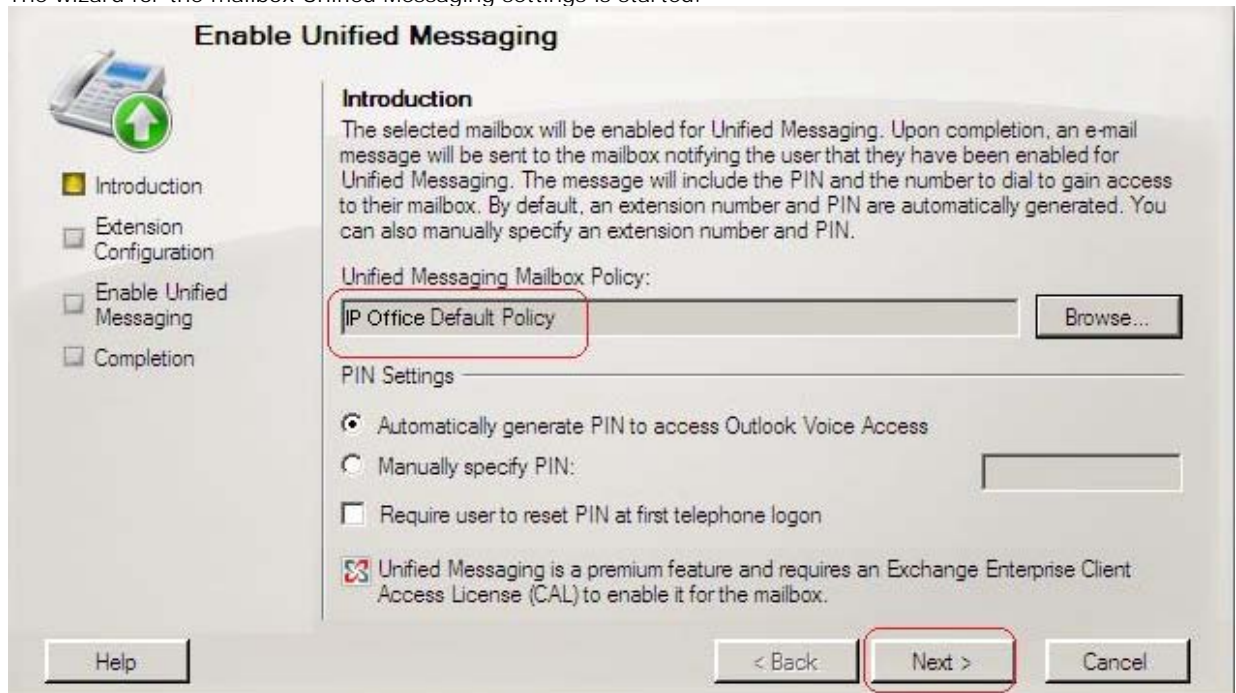 The wizard for the mailbox Unified Messaging settings is started.
Enable Unified Messaging
Introduction
Extension
Configuration
Enable Unified
Messaging
Completion
Introduction
The selected mailbox will be enabled for Unified Messaging. Upon completion, an e-mail
message will be sent to the mailbox notifying the user that they have been enabled for
Unified Messaging. The message will include the PIN and the number to dial to gain access
to their mailbox. By default, an extension number and PIN are automatically generated. You
can also manually specify an extension number and PIN.
Unified Messaging Mailbox Policy:
IP Office Default Policy
Browse...
PIN Settings
Automatically generate PIN to access Outlook Voice Access
Manually specify PIN:
Require user to reset PIN at first telephone logon
Unified Messaging is a premium feature and requires an Exchange Enterprise Client
Access License (CAL) to enable it for the mailbox.
Help
< Back
Next >
Cancel